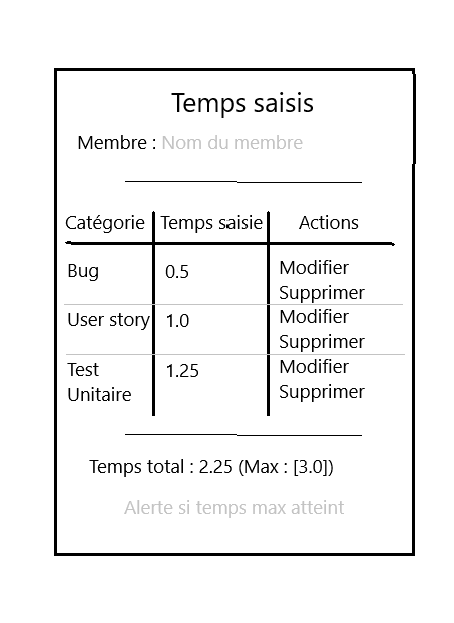 Temps saisis
Membre : Nom du membre
Catégorie Temps saisie Actions
Bug 0.5 Modifier
Supprimer
User story 1.0 Modifier
Supprimer
Test 1.25 Modifier
Unitaire Supprimer
Temps total : 2.25 (Max : [3.0])
Alerte si temps max atteint